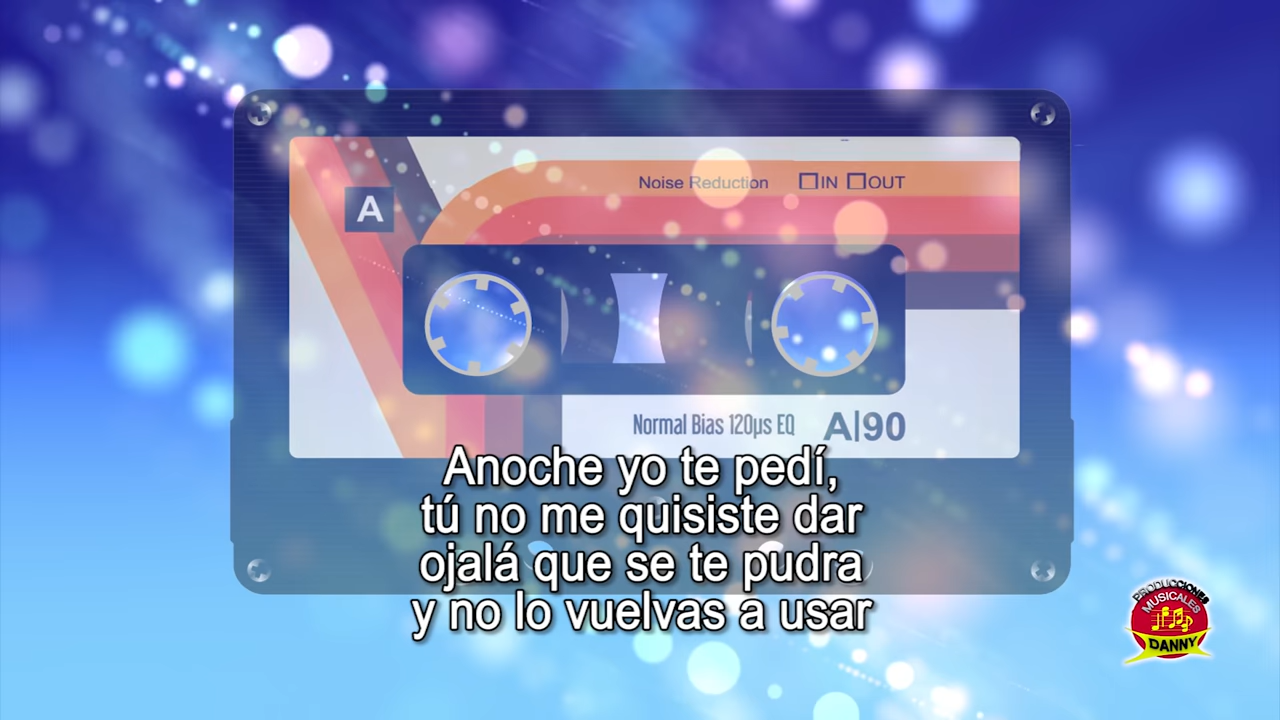 A
Noise Reduction IN OUT
Normal Bias 120µs EQ A|90
Anoche yo te pedí,
tú no me quisiste dar
ojalá que se te pudra
y no lo vuelvas a usar
PRODUCCIONES
MUSICALES
DANNY